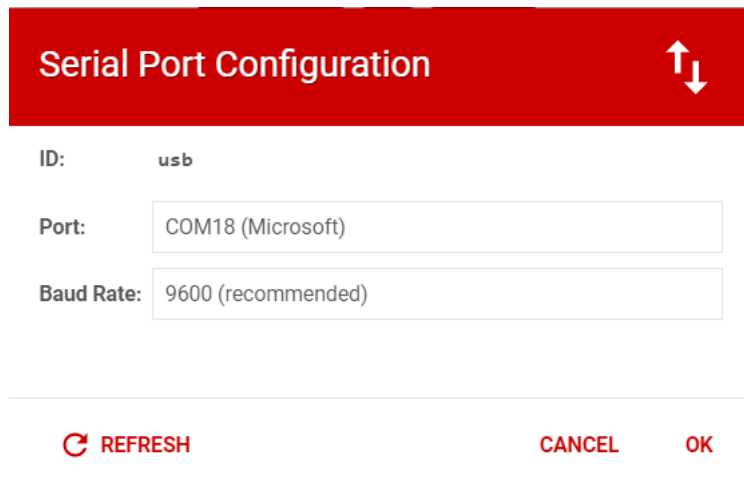 Serial Port Configuration
ID: usb
Port: COM18 (Microsoft)
Baud Rate: 9600 (recommended)
REFRESH CANCEL OK